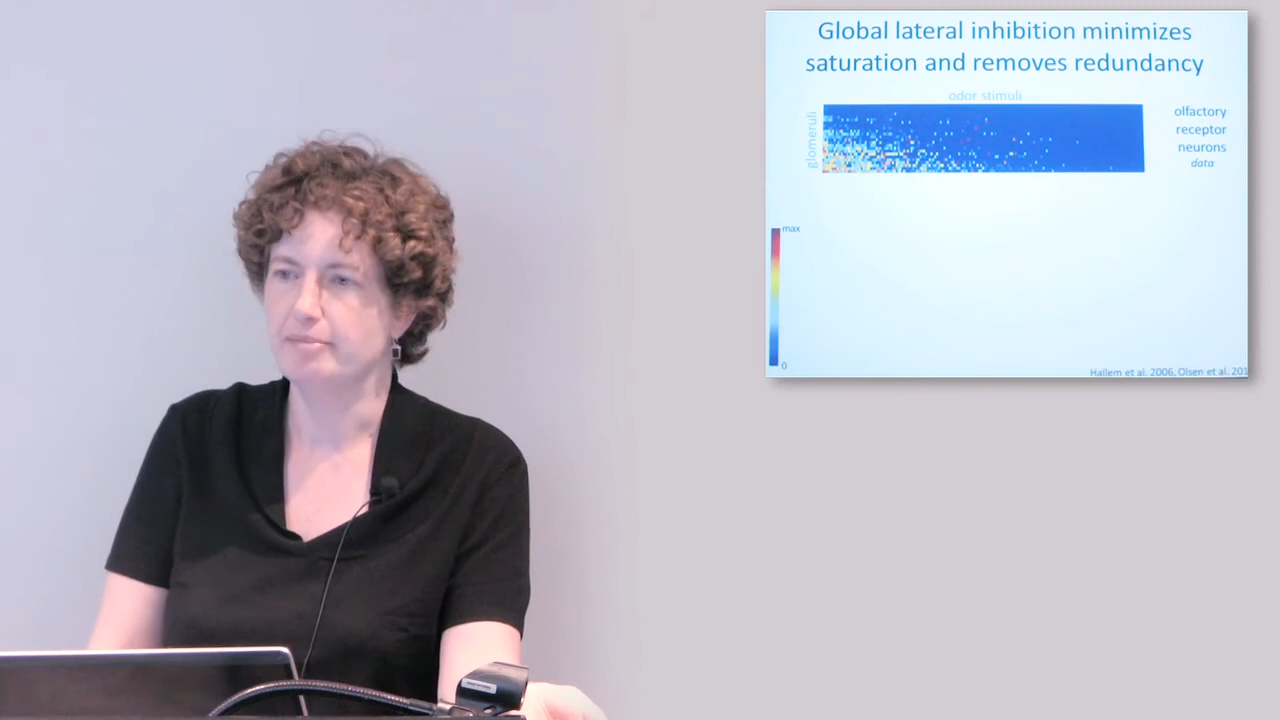 Global lateral inhibition minimizes
saturation and removes redundancy
odor stimuli
glomeruli
olfactory
receptor
neurons
data
max
0
Hallem et al. 2006, Olsen et al. 201